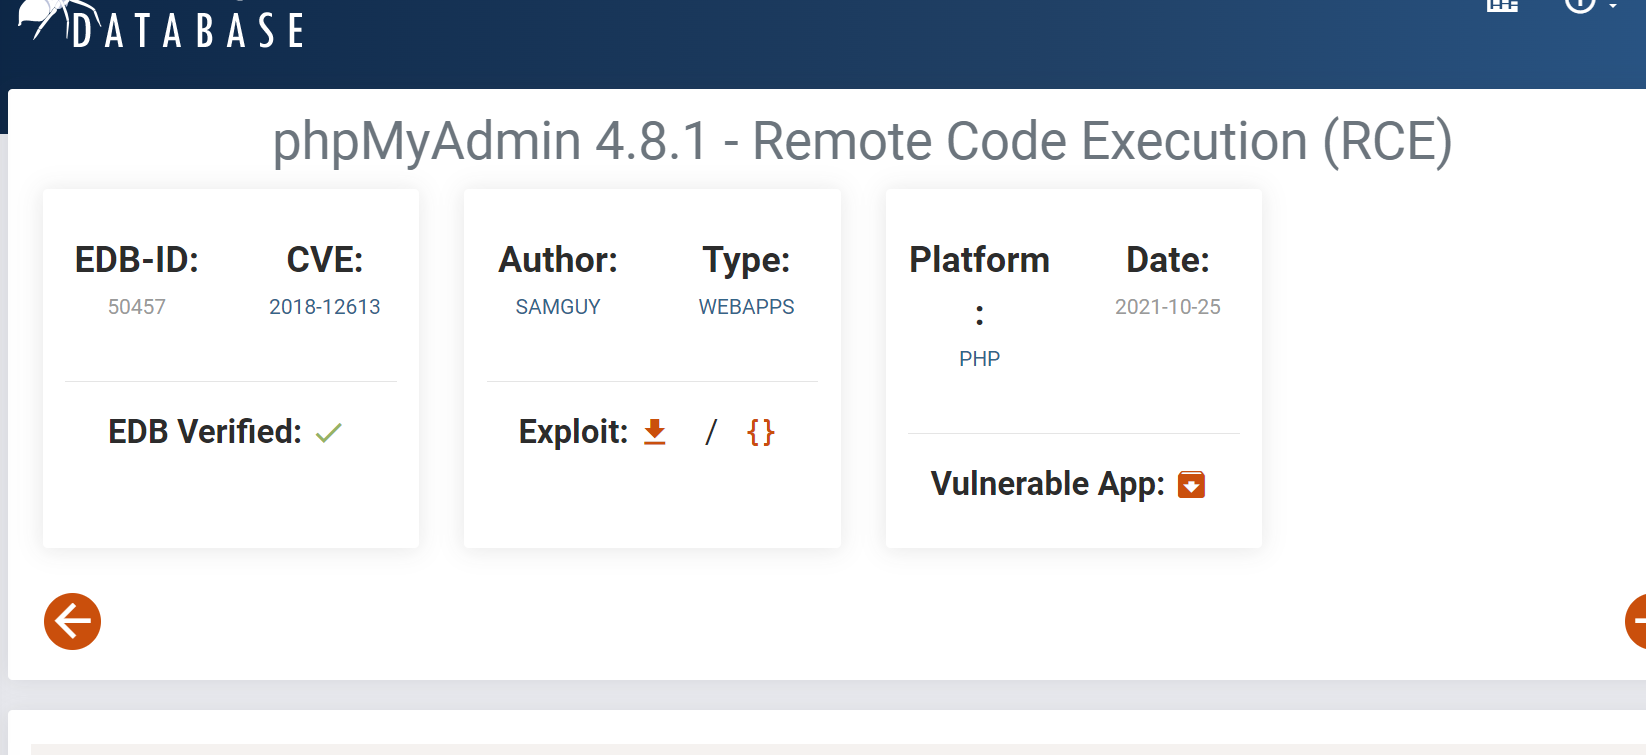 DATABASE
phpMyAdmin 4.8.1 - Remote Code Execution (RCE)
EDB-ID:
50457
CVE:
2018-12613
EDB Verified:
Author:
SAMGUY
Type:
WEBAPPS
Exploit: / {}
Platform
:
PHP
Date:
2021-10-25
Vulnerable App: